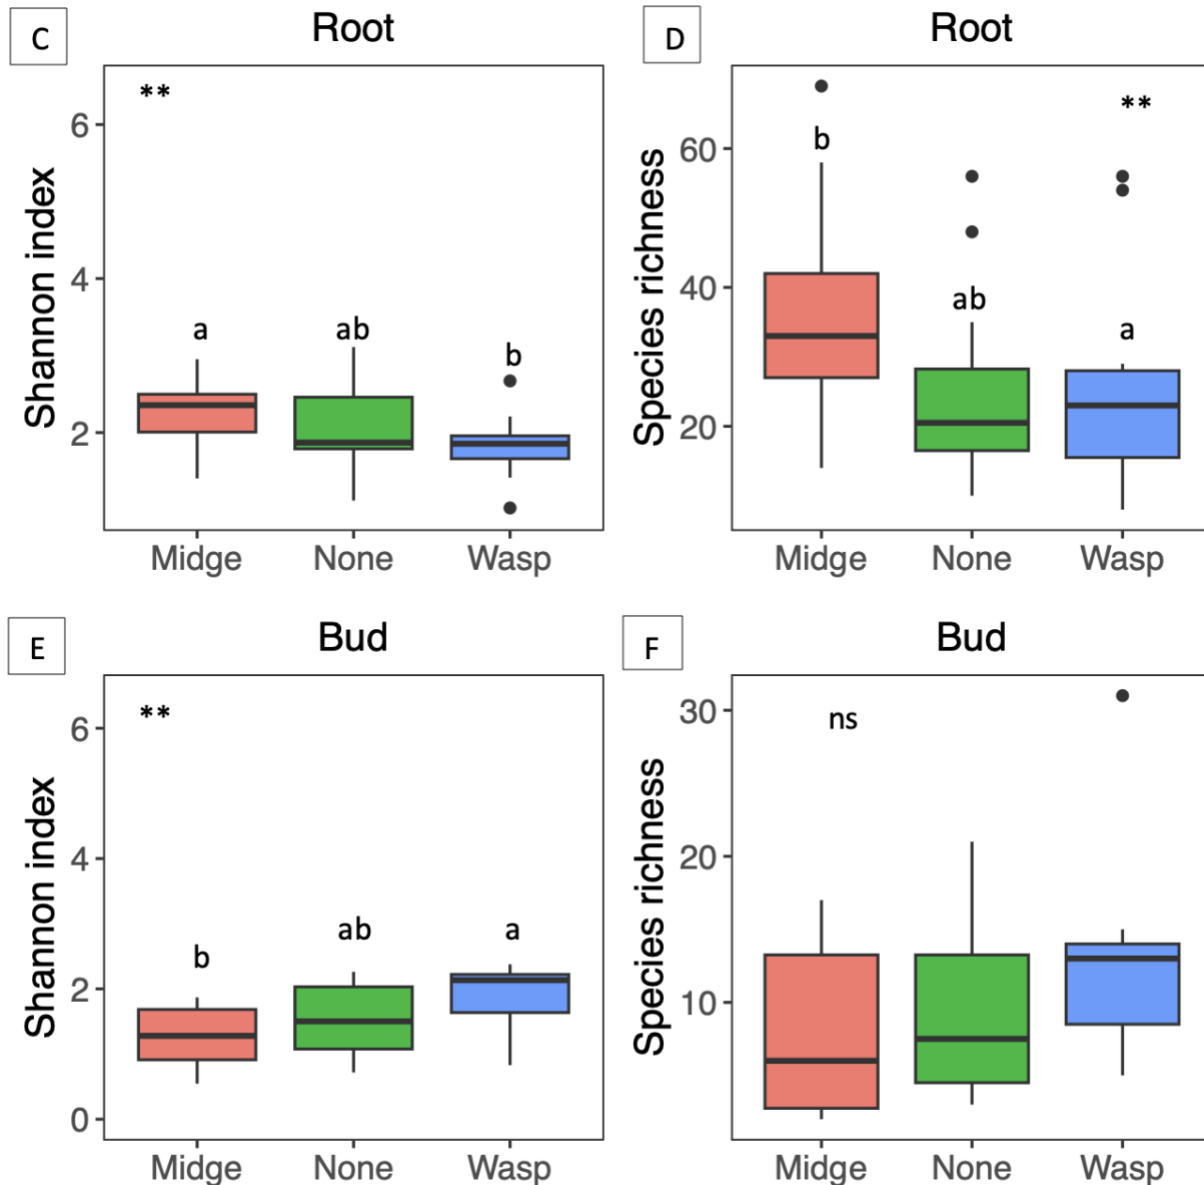 C
Root
**
Shannon index
6
4
2
a
ab
b
Midge
None
Wasp
D
Root
**
Species richness
60
40
20
b
ab
a
Midge
None
Wasp
E
Bud
**
Shannon index
6
4
2
0
b
ab
a
Midge
None
Wasp
F
Bud
ns
Species richness
30
20
10
Midge
None
Wasp